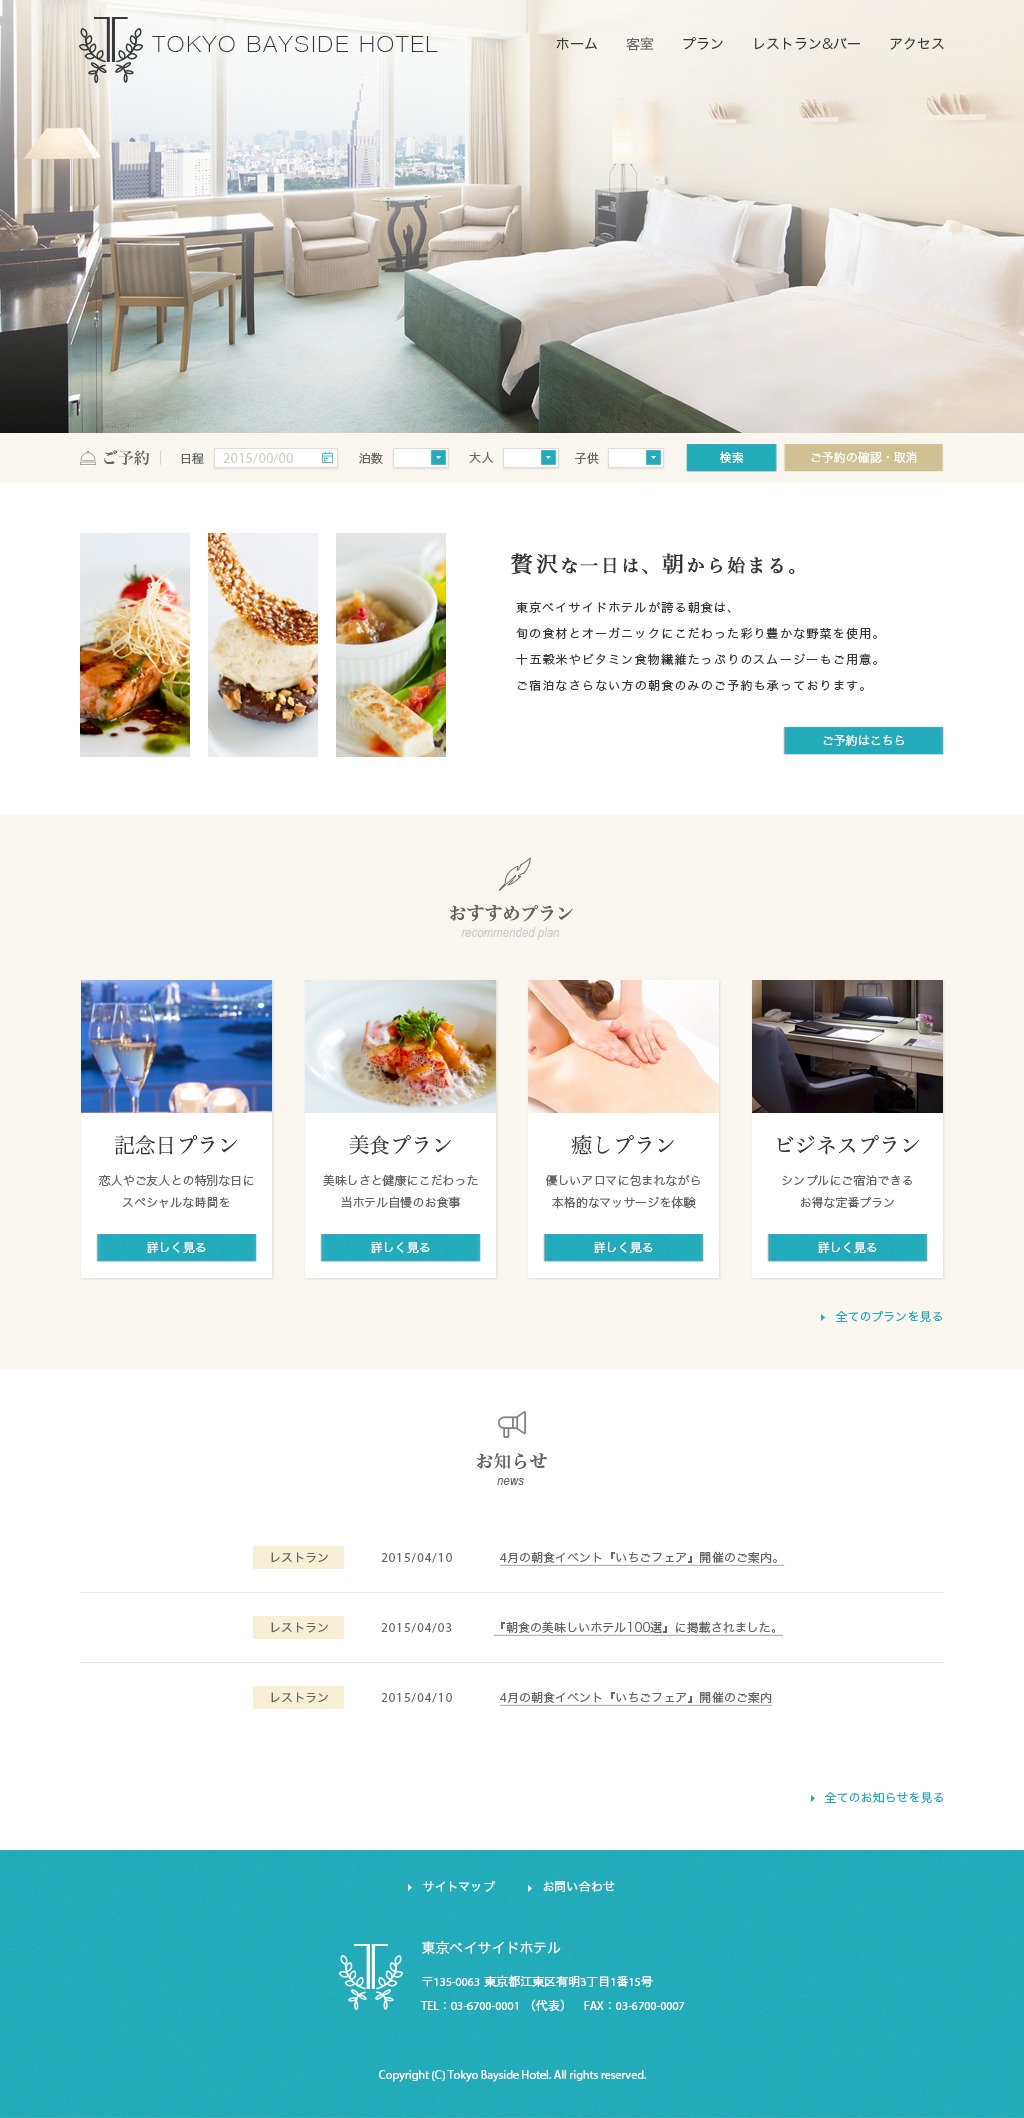 TOKYO BAYSIDE HOTEL
ホーム 客室 プラン レストラン&バー アクセス
ご予約 日程 2015/00/00 泊数 大人 子供 検索 ご予約の確認・取消
贅沢な一日は、朝から始まる。
東京ベイサイドホテルが誇る朝食は、
旬の食材とオーガニックにこだわった彩り豊かな野菜を使用。
十五穀米やビタミン食物繊維たっぷりのスムージーもご用意。
ご宿泊なさらない方の朝食のみのご予約も承っております。
ご予約はこちら
おすすめプラン
recommended plan
記念日プラン
恋人やご友人との特別な日に
スペシャルな時間を
詳しく見る
美食プラン
美味しさと健康にこだわった
当ホテル自慢のお食事
詳しく見る
癒しプラン
優しいアロマに包まれながら
本格的なマッサージを体験
詳しく見る
ビジネスプラン
シンプルにご宿泊できる
お得な定番プラン
詳しく見る
全てのプランを見る
お知らせ
news
レストラン 2015/04/10 4月の朝食イベント『いちごフェア』開催のご案内。
レストラン 2015/04/03 『朝食の美味しいホテル100選』に掲載されました。
レストラン 2015/04/10 4月の朝食イベント『いちごフェア』開催のご案内
全てのお知らせを見る
サイトマップ お問い合わせ
東京ベイサイドホテル
〒135-0063 東京都江東区有明3丁目1番15号
TEL：03-6700-0001 （代表） FAX：03-6700-0007
Copyright (C) Tokyo Bayside Hotel. All rights reserved.